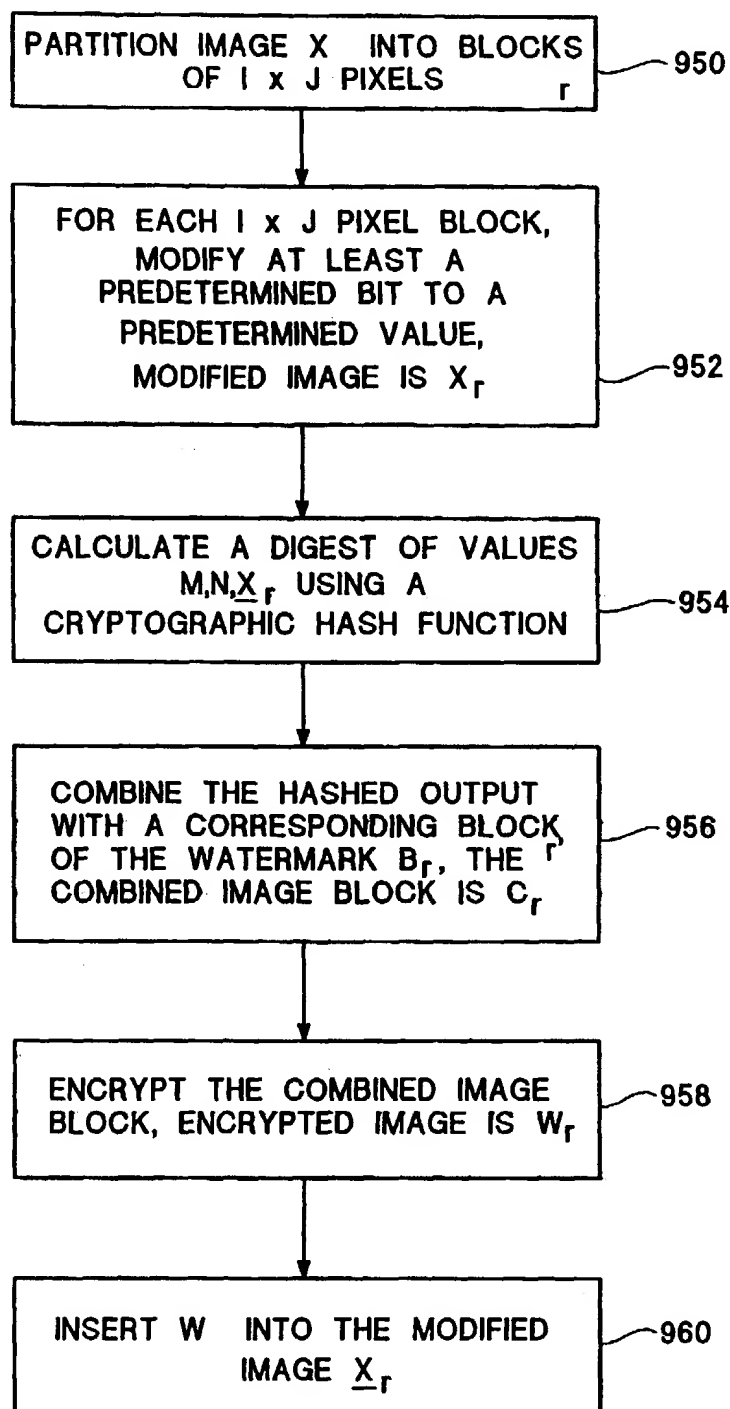 PARTITION IMAGE X INTO BLOCKS
OF I x J PIXELS r
950
FOR EACH I x J PIXEL BLOCK,
MODIFY AT LEAST A
PREDETERMINED BIT TO A
PREDETERMINED VALUE,
MODIFIED IMAGE IS Xr
952
CALCULATE A DIGEST OF VALUES
M,N,Xr USING A
CRYPTOGRAPHIC HASH FUNCTION
954
COMBINE THE HASHED OUTPUT
WITH A CORRESPONDING BLOCK,
OF THE WATERMARK Br, THE r
COMBINED IMAGE BLOCK IS Cr
956
ENCRYPT THE COMBINED IMAGE
BLOCK, ENCRYPTED IMAGE IS Wr
958
INSERT W INTO THE MODIFIED
IMAGE Xr
960